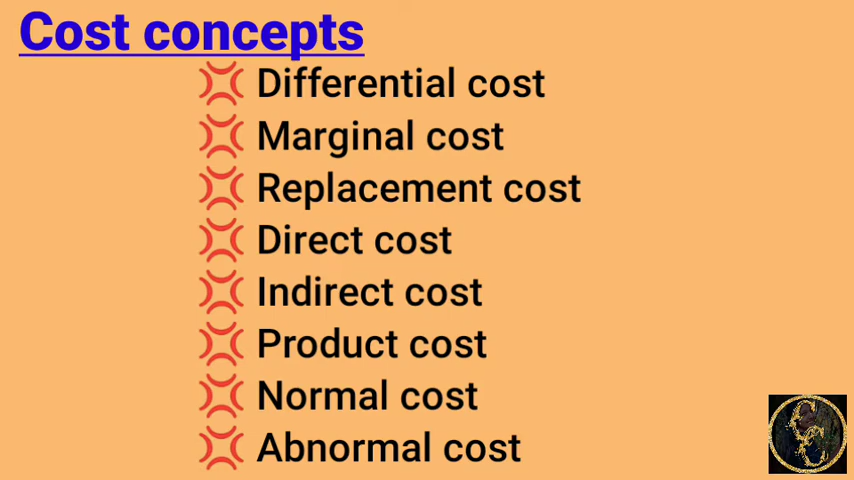 Cost concepts
Differential cost
Marginal cost
Replacement cost
Direct cost
Indirect cost
Product cost
Normal cost
Abnormal cost